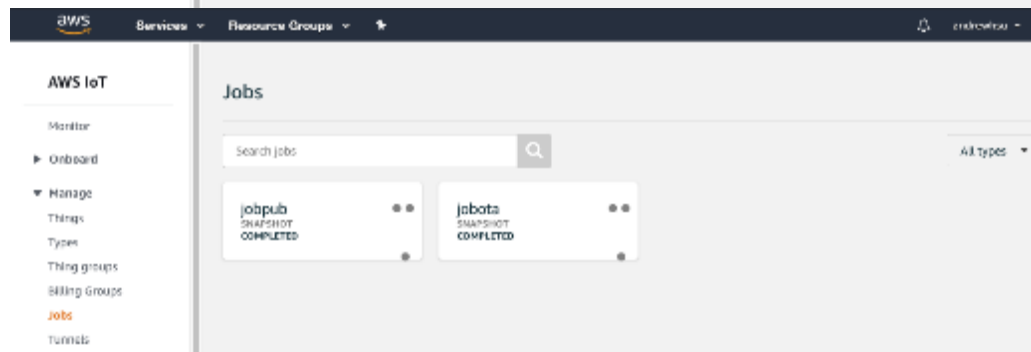 aws Services Resource Groups andrewhsu
AWS IoT
Jobs
Monitor
Onboard
Search jobs
All types
Manage
Things
Types
Thing groups
Billing Groups
Jobs
Tunnels
jobpub
SNAPSHOT
COMPLETED
jobota
SNAPSHOT
COMPLETED